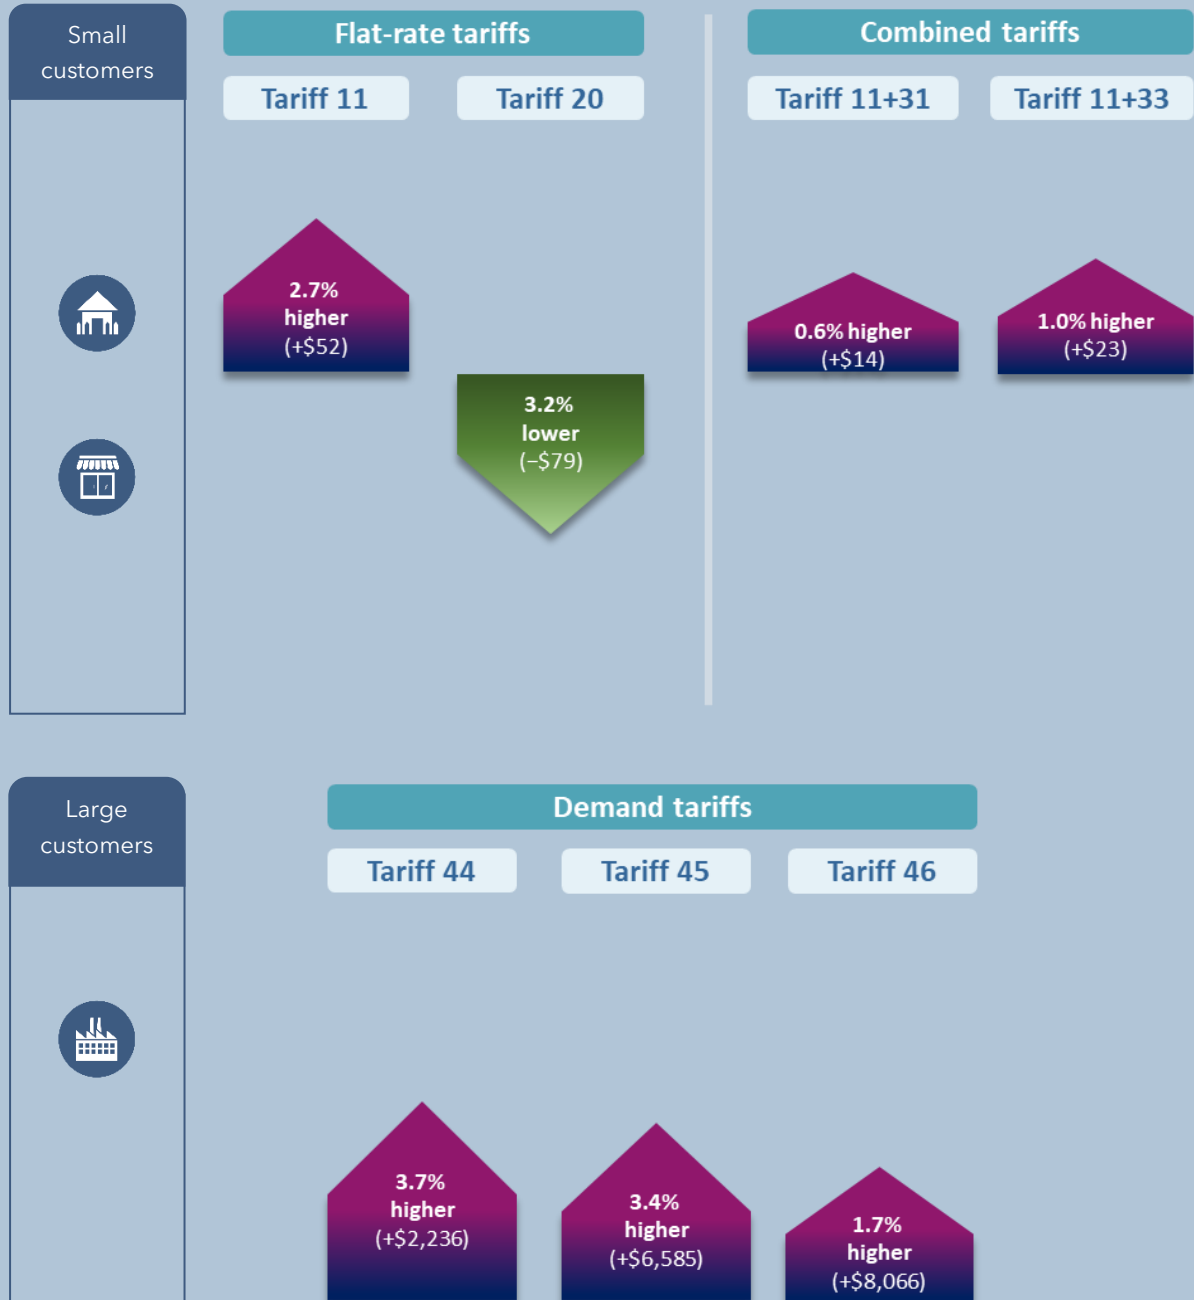 Small
customers
Flat-rate tariffs
Combined tariffs
Tariff 11
Tariff 20
Tariff 11+31
Tariff 11+33
2.7%
higher
(+$52)
3.2%
lower
(−$79)
0.6% higher
(+$14)
1.0% higher
(+$23)
Large
customers
Demand tariffs
Tariff 44
Tariff 45
Tariff 46
3.7%
higher
(+$2,236)
3.4%
higher
(+$6,585)
1.7%
higher
(+$8,066)